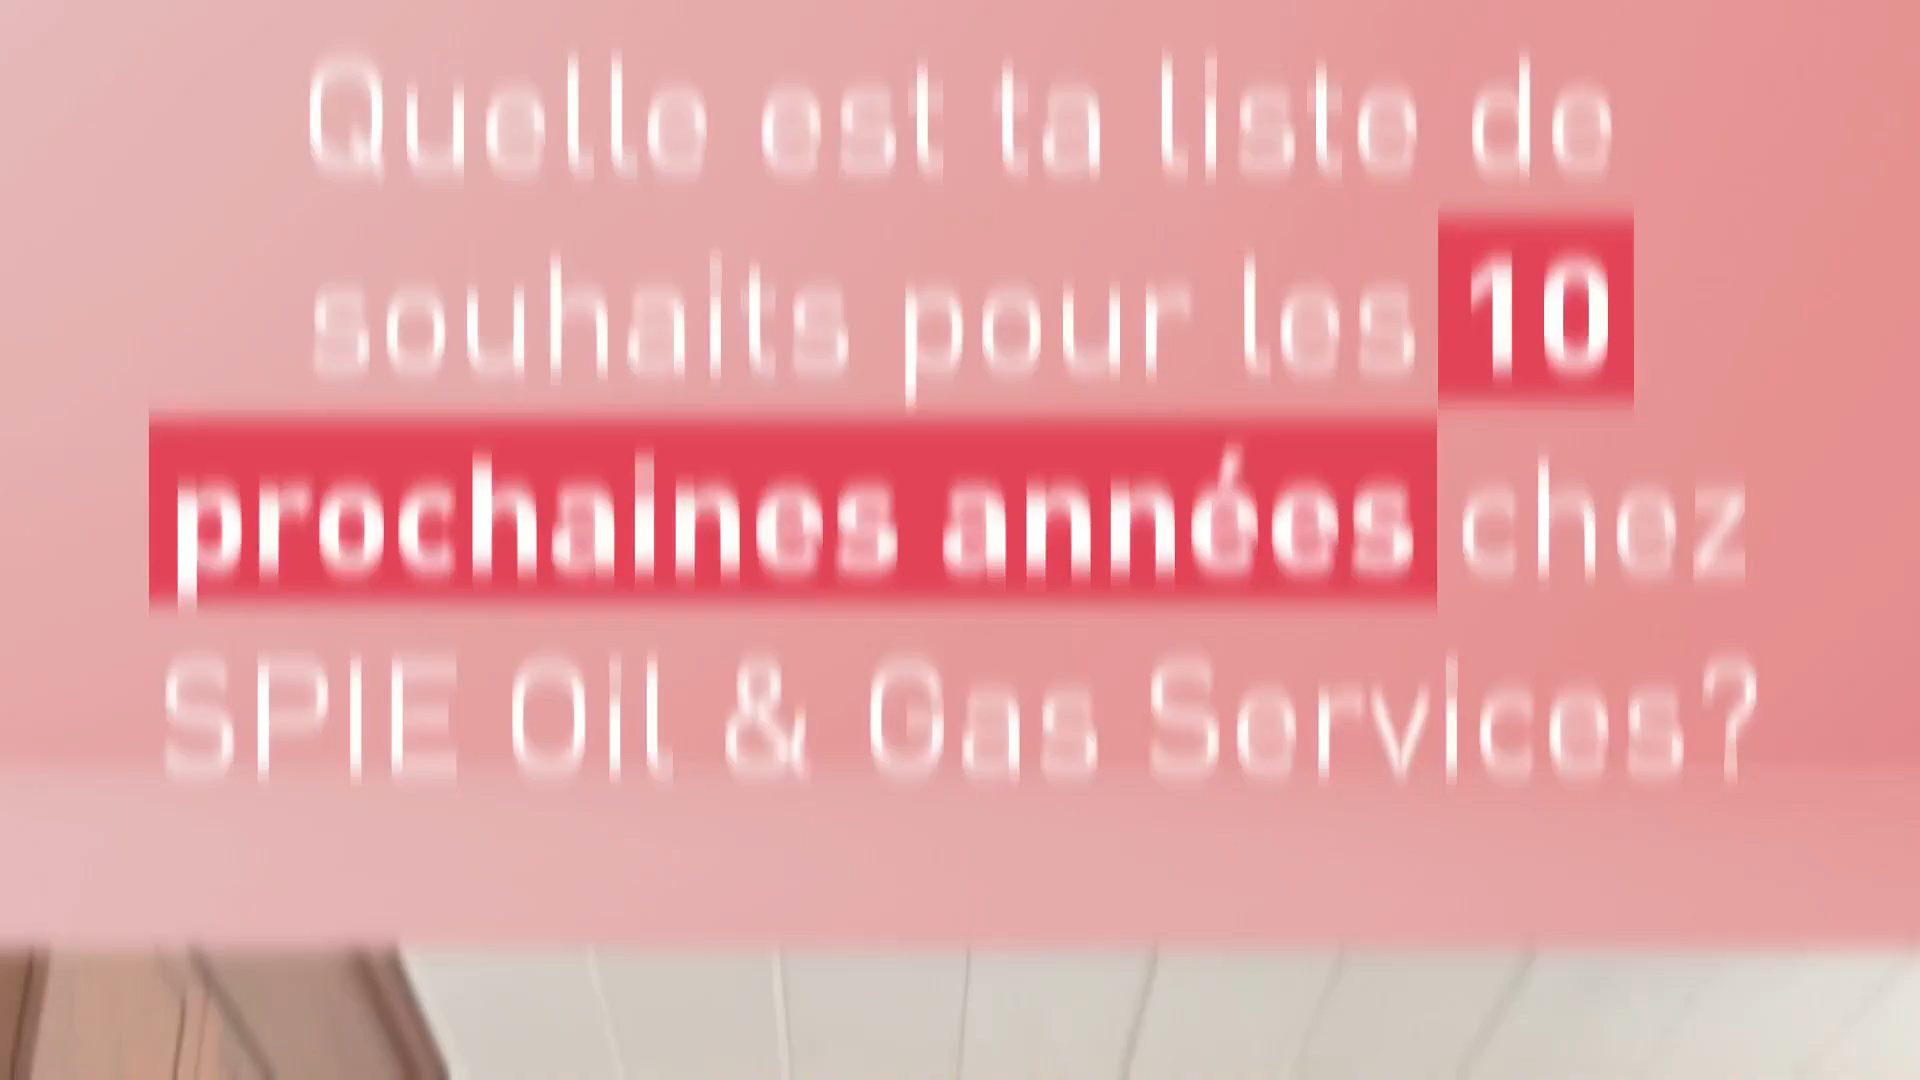 Quelle est ta liste de
souhaits pour les 10
prochaines années chez
SPIE Oil & Gas Services?